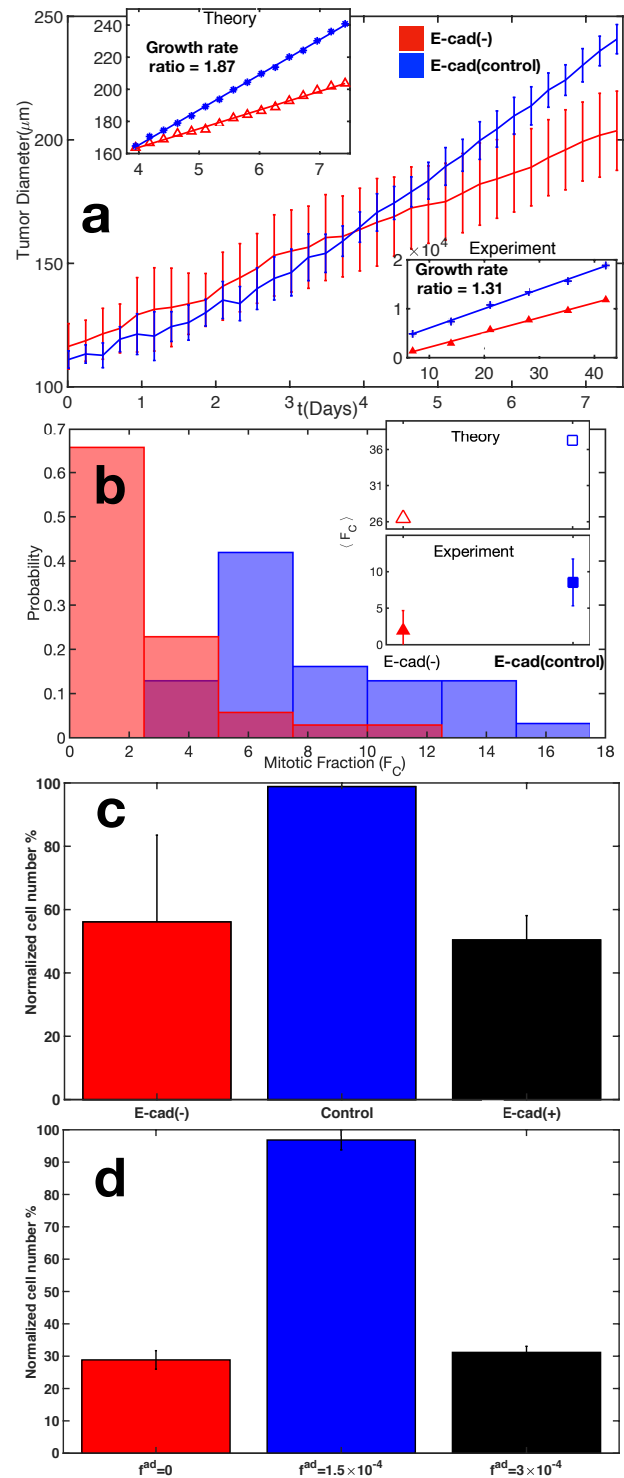 250
200
150
100
Tumor Diameter(μm)
a
240
220
200
180
160
Theory
Growth rate
ratio = 1.87
4 5 6 7
E-cad(-)
E-cad(control)
×10⁴
Experiment
2
1
0
Growth rate
ratio = 1.31
10 20 30 40
0 1 2 3 4 5 6 7
t(Days)
b
0.7
0.6
0.5
0.4
0.3
0.2
0.1
0
Probability
36
31
26
Theory
⟨ F_C ⟩
10
5
0
Experiment
E-cad(-) E-cad(control)
0 2 4 6 8 10 12 14 16 18
Mitotic Fraction (F_C)
c
100
80
60
40
20
0
Normalized cell number %
E-cad(-) Control E-cad(+)
d
100
90
80
70
60
50
40
30
20
10
0
Normalized cell number %
f^ad=0 f^ad=1.5×10⁻⁴ f^ad=3×10⁻⁴